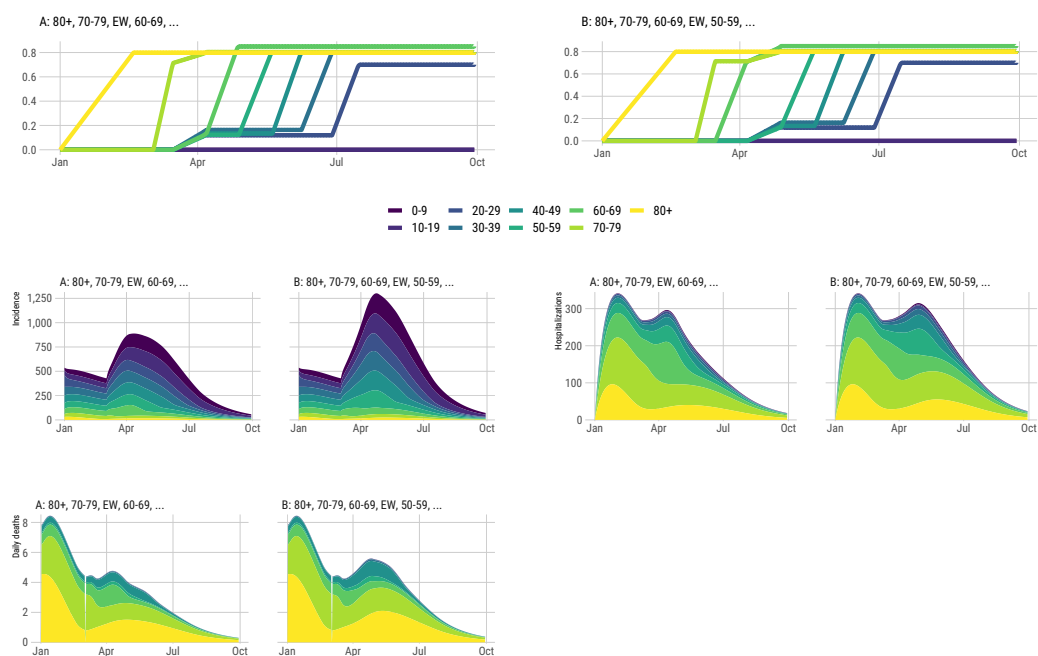 A: 80+, 70-79, EW, 60-69, ...
B: 80+, 70-79, 60-69, EW, 50-59, ...
0.8
0.6
0.4
0.2
0.0
Jan Apr Jul Oct
0.8
0.6
0.4
0.2
0.0
Jan Apr Jul Oct
0-9 20-29 40-49 60-69 80+
10-19 30-39 50-59 70-79
A: 80+, 70-79, EW, 60-69, ...
B: 80+, 70-79, 60-69, EW, 50-59, ...
Incidence
1,250
1,000
750
500
250
0
Jan Apr Jul Oct
Jan Apr Jul Oct
A: 80+, 70-79, EW, 60-69, ...
B: 80+, 70-79, 60-69, EW, 50-59, ...
Hospitalizations
300
200
100
0
Jan Apr Jul Oct
Jan Apr Jul Oct
A: 80+, 70-79, EW, 60-69, ...
B: 80+, 70-79, 60-69, EW, 50-59, ...
Daily deaths
8
6
4
2
0
Jan Apr Jul Oct
Jan Apr Jul Oct